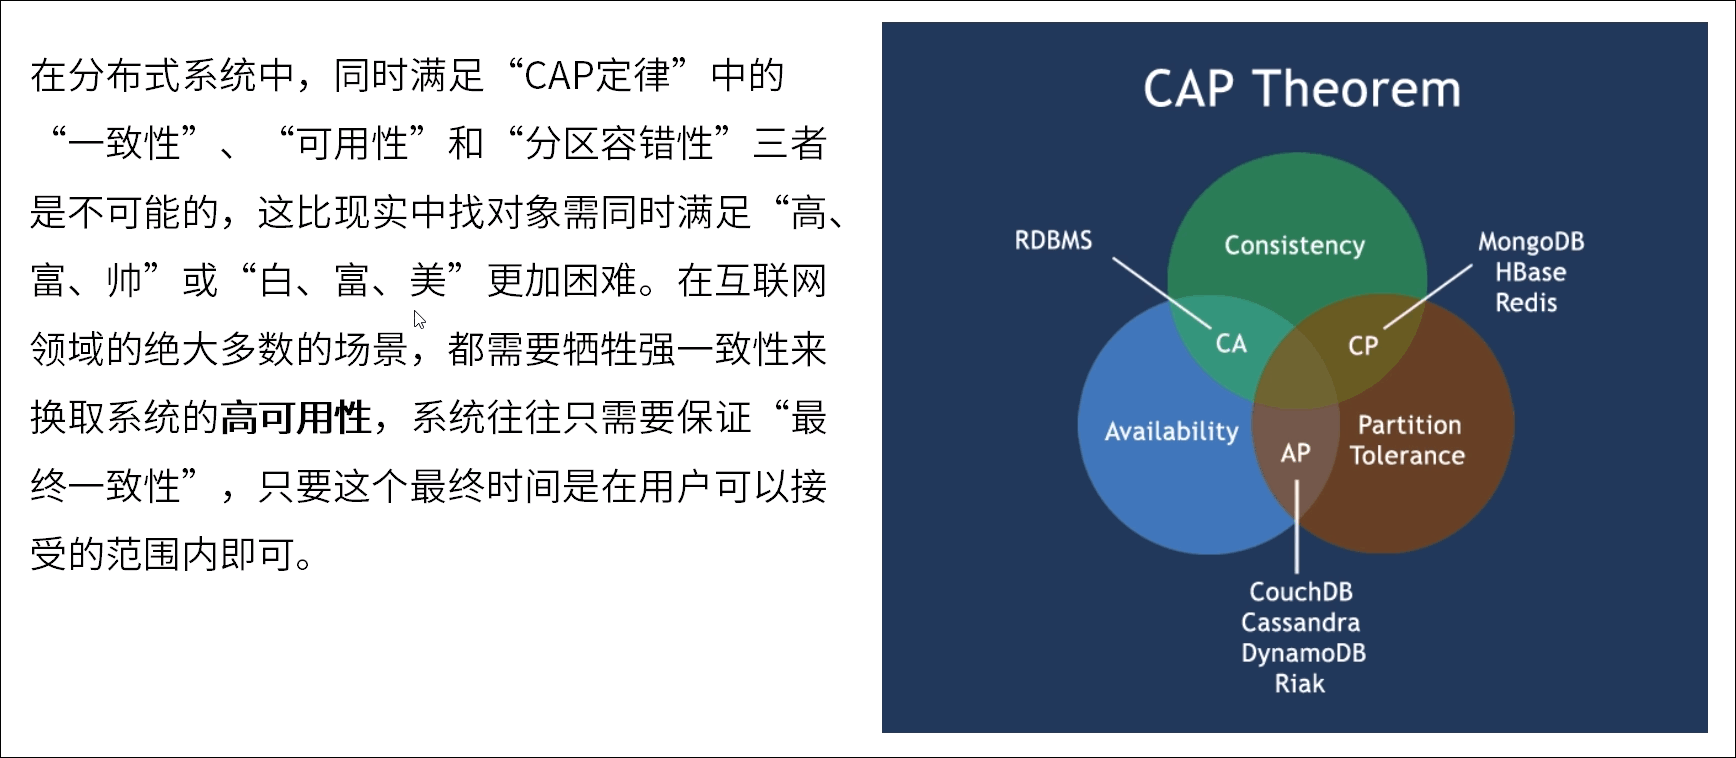 在分布式系统中，同时满足“CAP定律”中的
“一致性”、“可用性”和“分区容错性”三者
是不可能的，这比现实中找对象需同时满足“高、
富、帅”或“白、富、美”更加困难。在互联网
领域的绝大多数的场景，都需要牺牲强一致性来
换取系统的高可用性，系统往往只需要保证“最
终一致性”，只要这个最终时间是在用户可以接
受的范围内即可。
CAP Theorem
Consistency
RDBMS
MongoDB
HBase
Redis
CA
CP
Availability
Partition
Tolerance
AP
CouchDB
Cassandra
DynamoDB
Riak